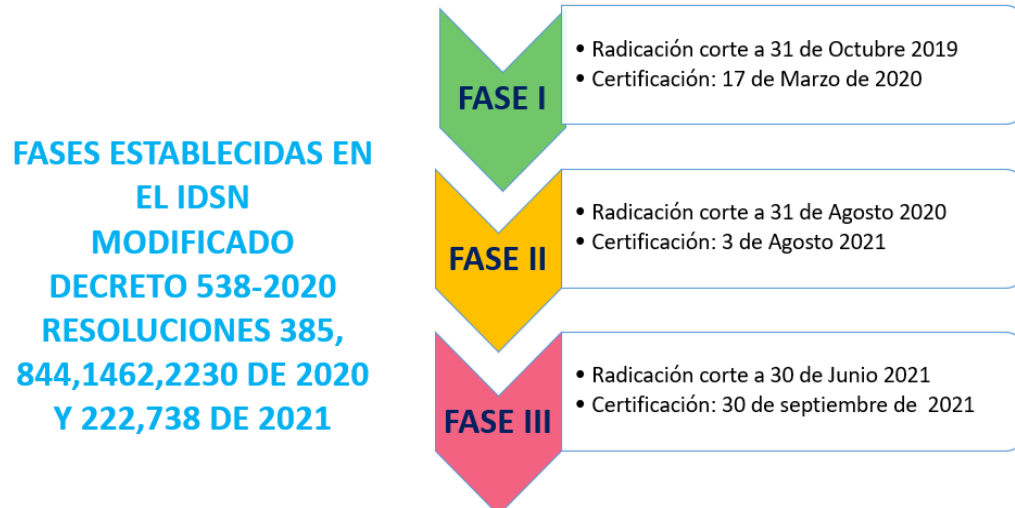 FASES ESTABLECIDAS EN
EL IDSN
MODIFICADO
DECRETO 538-2020
RESOLUCIONES 385,
844,1462,2230 DE 2020
Y 222,738 DE 2021
FASE I
• Radicación corte a 31 de Octubre 2019
• Certificación: 17 de Marzo de 2020
FASE II
• Radicación corte a 31 de Agosto 2020
• Certificación: 3 de Agosto 2021
FASE III
• Radicación corte a 30 de Junio 2021
• Certificación: 30 de septiembre de  2021